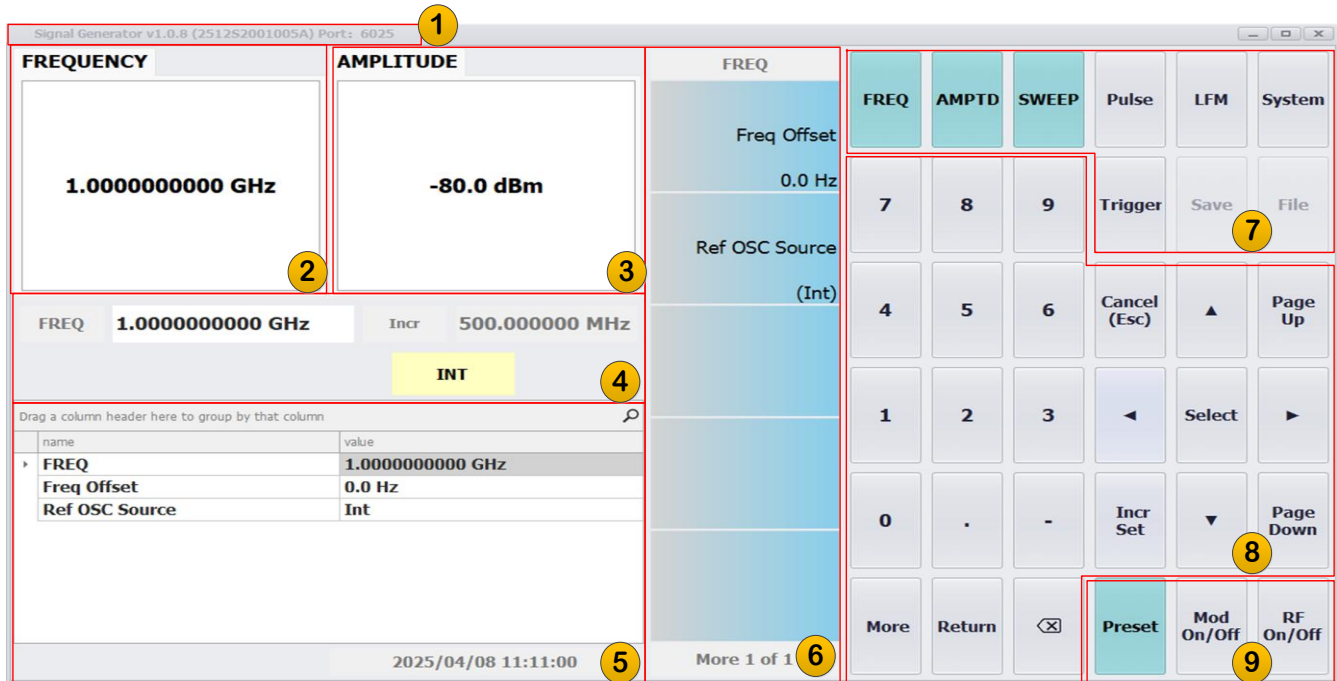 1
Signal Generator v1.0.8 (2512S2001005A) Port: 6025
FREQUENCY
1.0000000000 GHz
2
AMPLITUDE
-80.0 dBm
3
FREQ 1.0000000000 GHz Incr 500.000000 MHz
INT
4
Drag a column header here to group by that column
name value
FREQ 1.0000000000 GHz
Freq Offset 0.0 Hz
Ref OSC Source Int
2025/04/08 11:11:00
5
FREQ
Freq Offset
0.0 Hz
Ref OSC Source
(Int)
More 1 of 1
6
FREQ AMPTD SWEEP Pulse LFM System
7 8 9 Trigger Save File
7
4 5 6 Cancel (Esc) ▲ Page Up
1 2 3 ◄ Select ►
0 . - Incr Set ▼ Page Down
8
More Return ⌫ Preset Mod On/Off RF On/Off
9